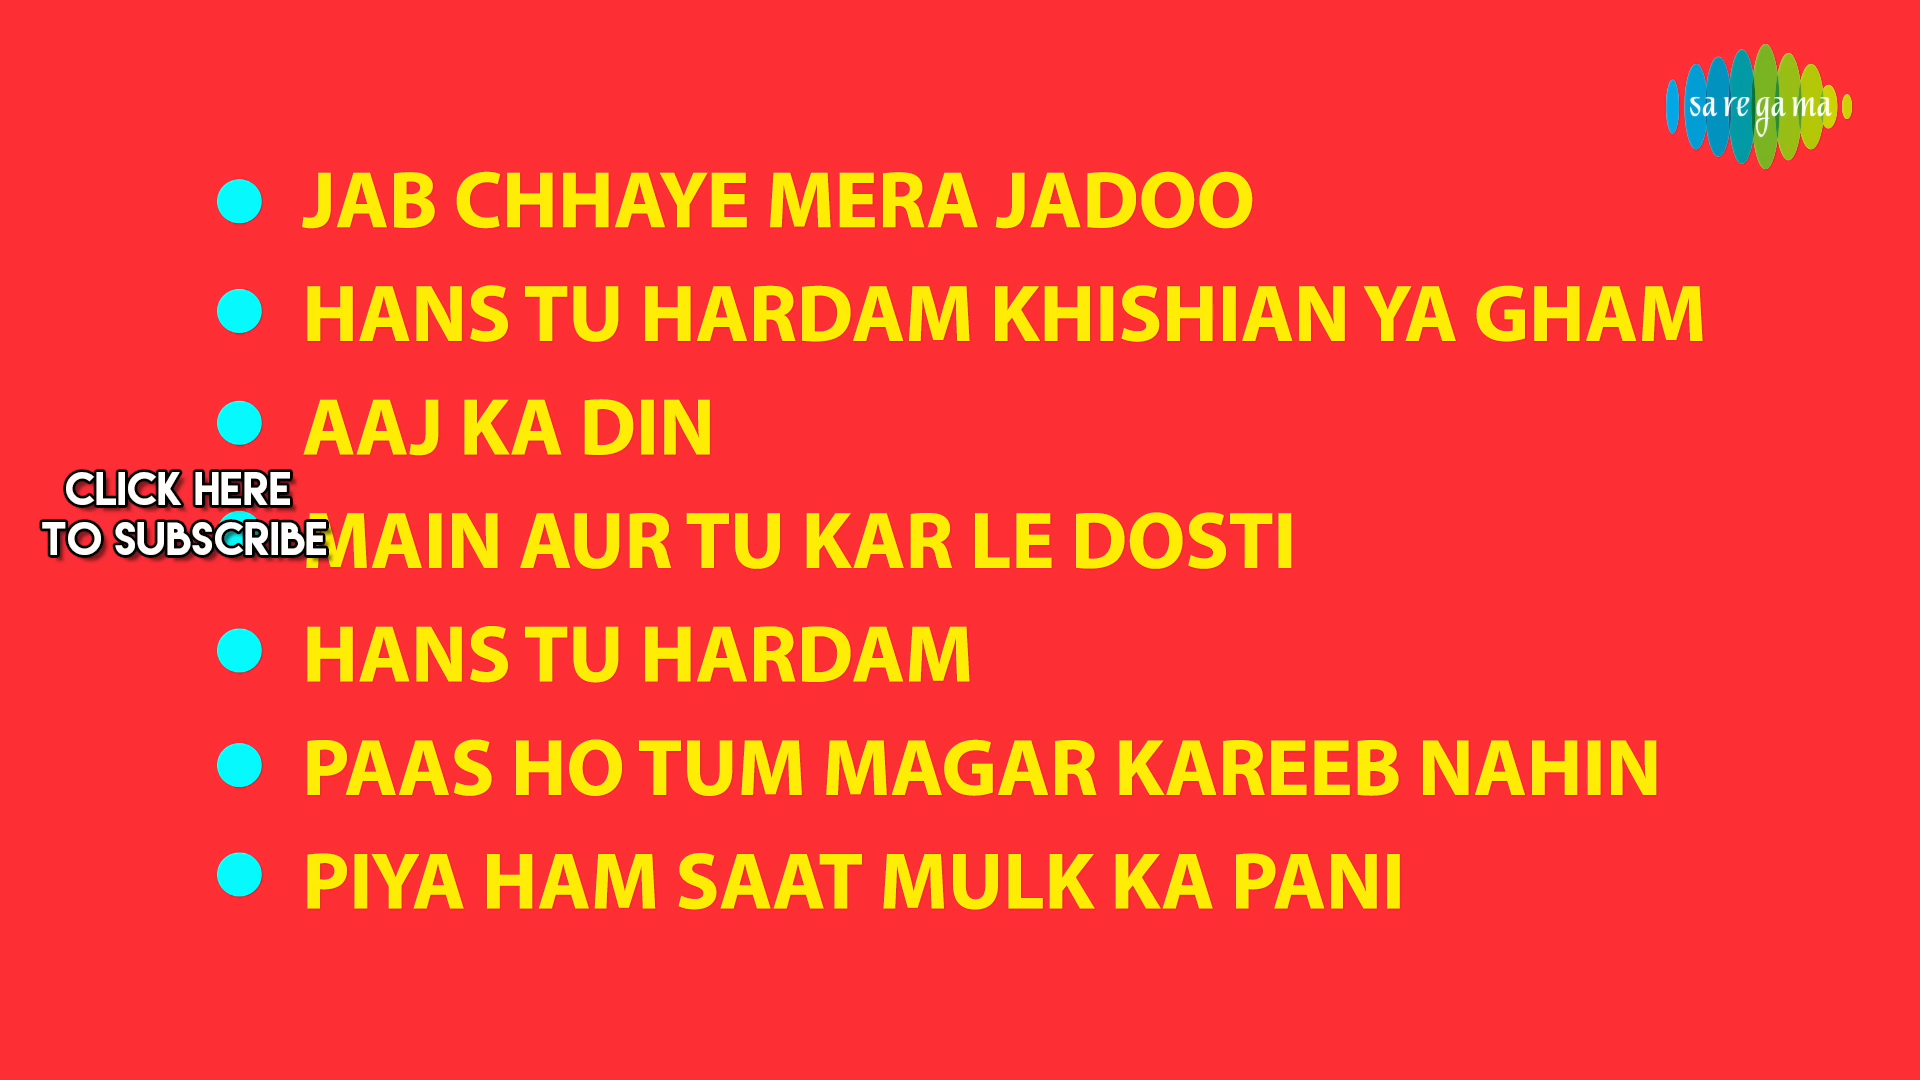 sa re ga ma
JAB CHHAYE MERA JADOO
HANS TU HARDAM KHISHIAN YA GHAM
AAJ KA DIN
CLICK HERE
TO SUBSCRIBE
MAIN AUR TU KAR LE DOSTI
HANS TU HARDAM
PAAS HO TUM MAGAR KAREEB NAHIN
PIYA HAM SAAT MULK KA PANI